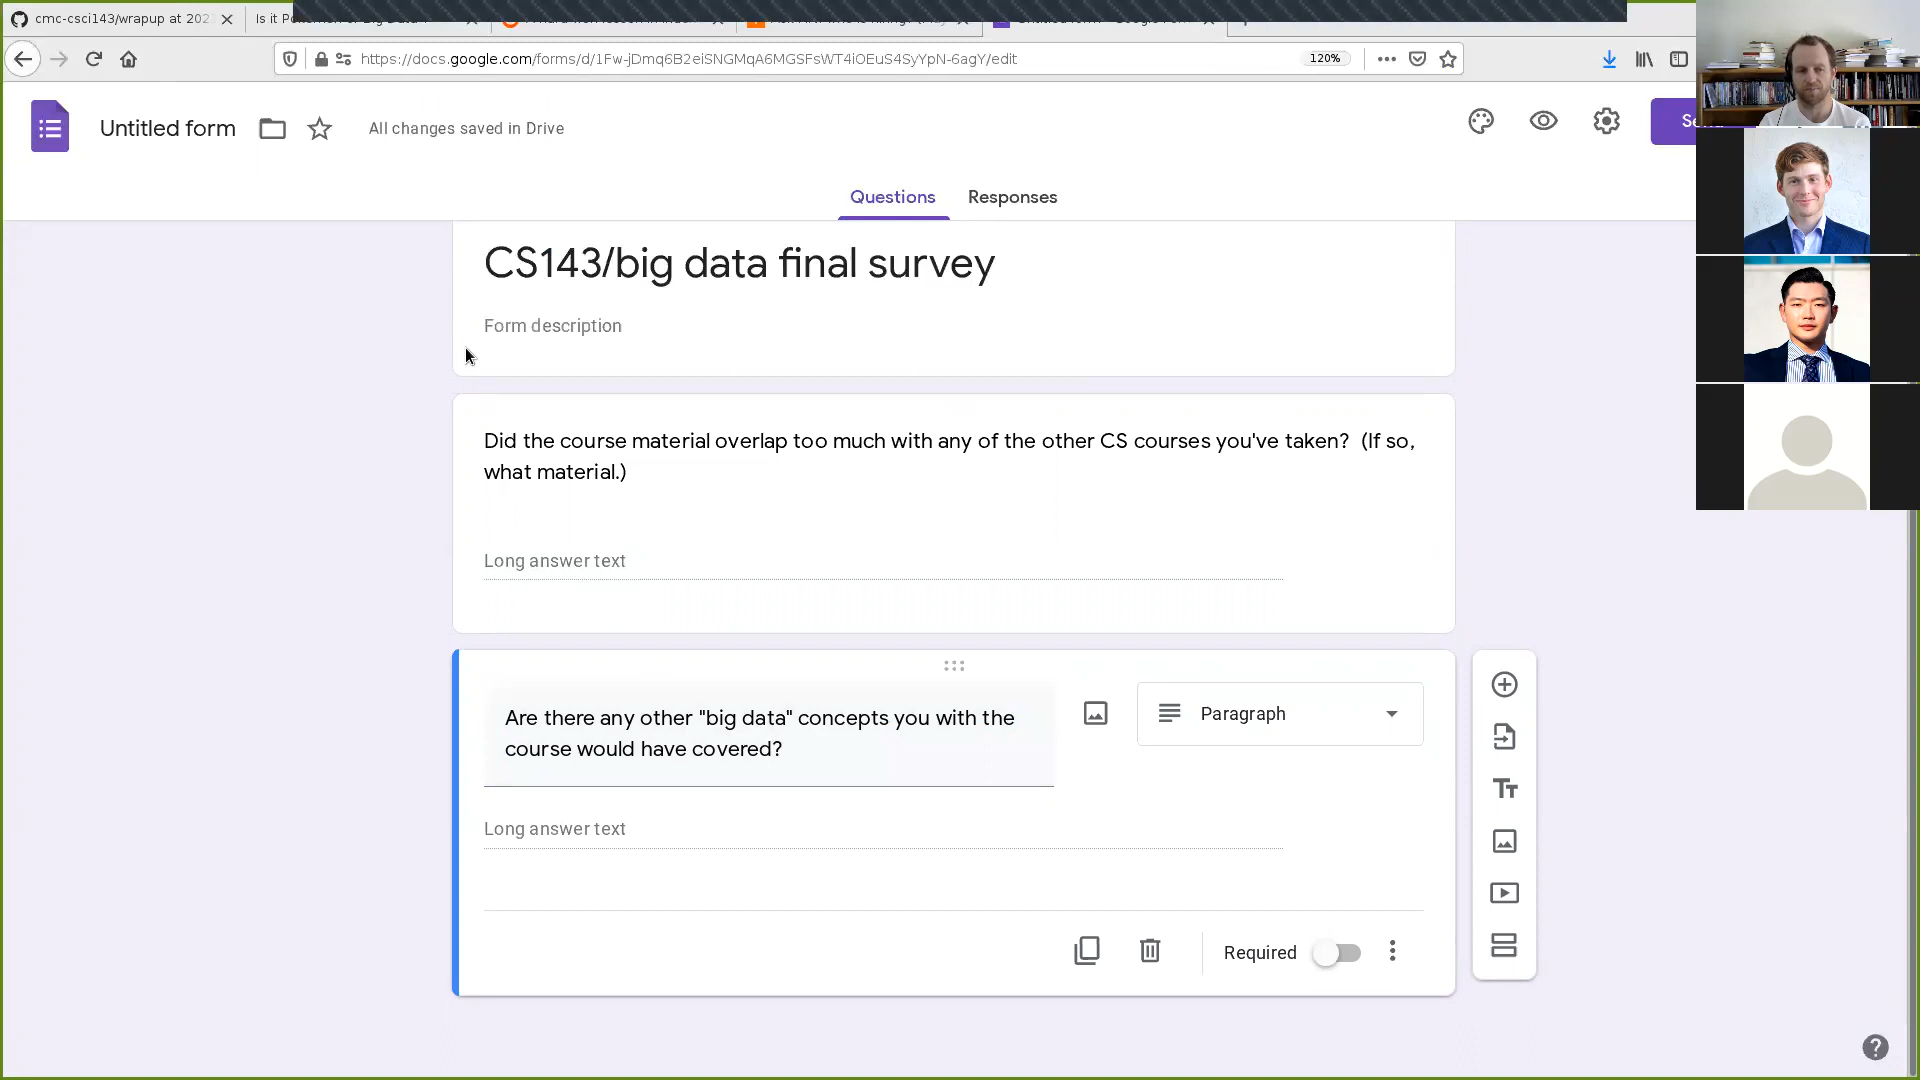 cmc-csci143/wrapup at 202
Is it
https://docs.google.com/forms/d/1Fw-jDmq6B2eiSNGMqA6MGSFsWT4iOEuS4SyYpN-6agY/edit
120%
Untitled form
All changes saved in Drive
Questions
Responses
CS143/big data final survey
Form description
Did the course material overlap too much with any of the other CS courses you've taken? (If so,
what material.)
Long answer text
Are there any other "big data" concepts you with the
course would have covered?
Paragraph
Long answer text
Required